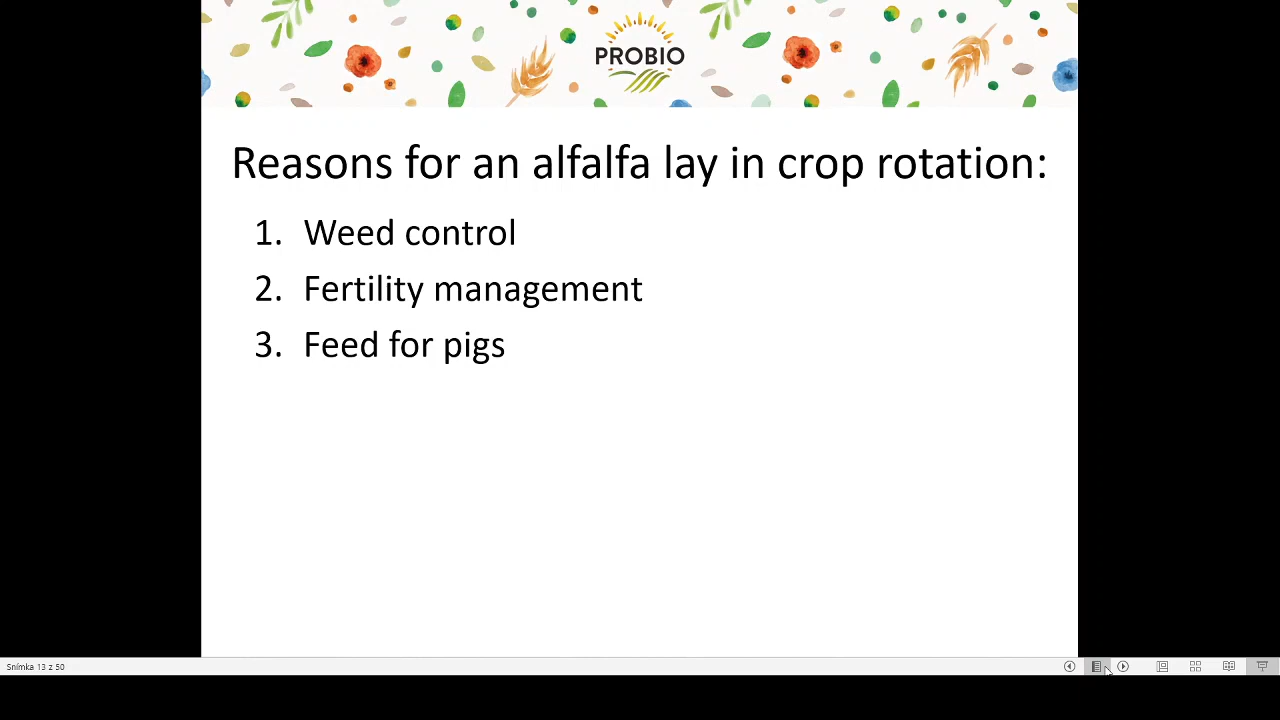 PROBIO
Reasons for an alfalfa lay in crop rotation:
1. Weed control
2. Fertility management
3. Feed for pigs
Snímka 13 z 50